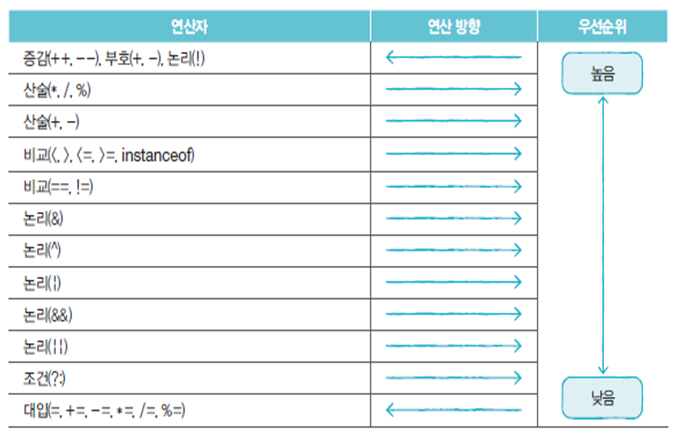 연산자 연산 방향 우선순위
증감(++, --), 부호(+, -), 논리(!)
높음
산술(*, /, %)
산술(+, -)
비교(<, >, <=, >=, instanceof)
비교(==, !=)
논리(&)
논리(^)
논리(|)
논리(&&)
논리(||)
조건(?:)
대입(=, +=, -=, *=, /=, %=)
낮음